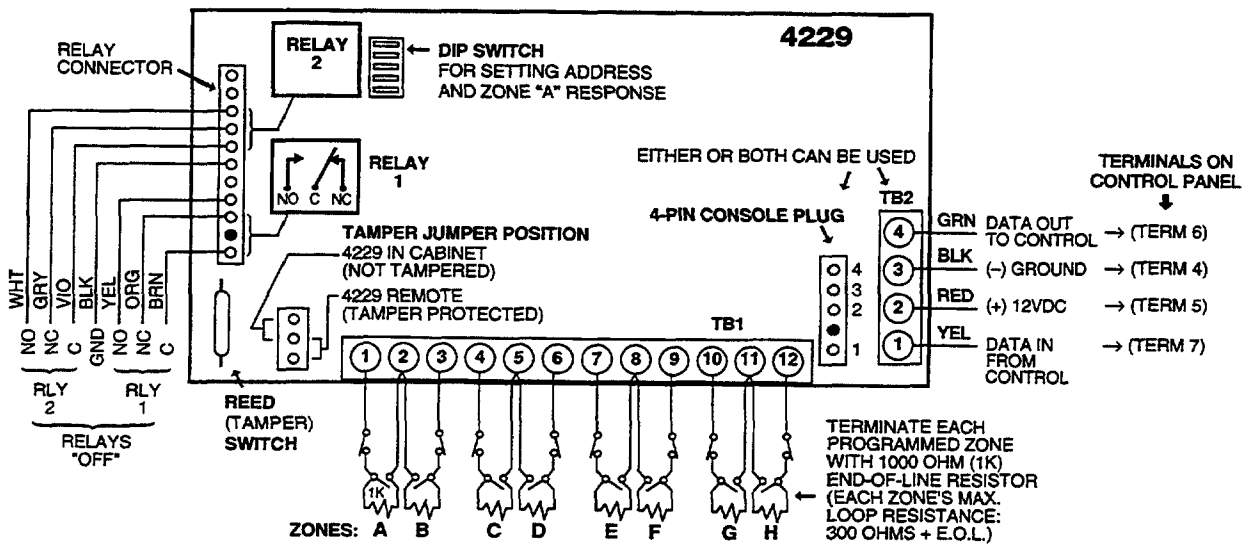 4229
RELAY
CONNECTOR
RELAY
2
DIP SWITCH
FOR SETTING ADDRESS
AND ZONE "A" RESPONSE
RELAY
1
NO C NC
EITHER OR BOTH CAN BE USED
TERMINALS ON
CONTROL PANEL
TB2
4-PIN CONSOLE PLUG
4
3
2
1
4 GRN DATA OUT
TO CONTROL → (TERM 6)
3 BLK (–) GROUND → (TERM 4)
2 RED (+) 12VDC → (TERM 5)
1 YEL DATA IN
FROM
CONTROL → (TERM 7)
TAMPER JUMPER POSITION
4229 IN CABINET
(NOT TAMPERED)
4229 REMOTE
(TAMPER PROTECTED)
WHT GRY VIO BLK YEL ORG BRN
NO NC C GND NO NC C
RLY
2
RLY
1
RELAYS
"OFF"
REED
(TAMPER)
SWITCH
TB1
1 2 3 4 5 6 7 8 9 10 11 12
1K
ZONES: A B C D E F G H
TERMINATE EACH
PROGRAMMED ZONE
WITH 1000 OHM (1K)
END-OF-LINE RESISTOR
(EACH ZONE'S MAX.
LOOP RESISTANCE:
300 OHMS + E.O.L.)